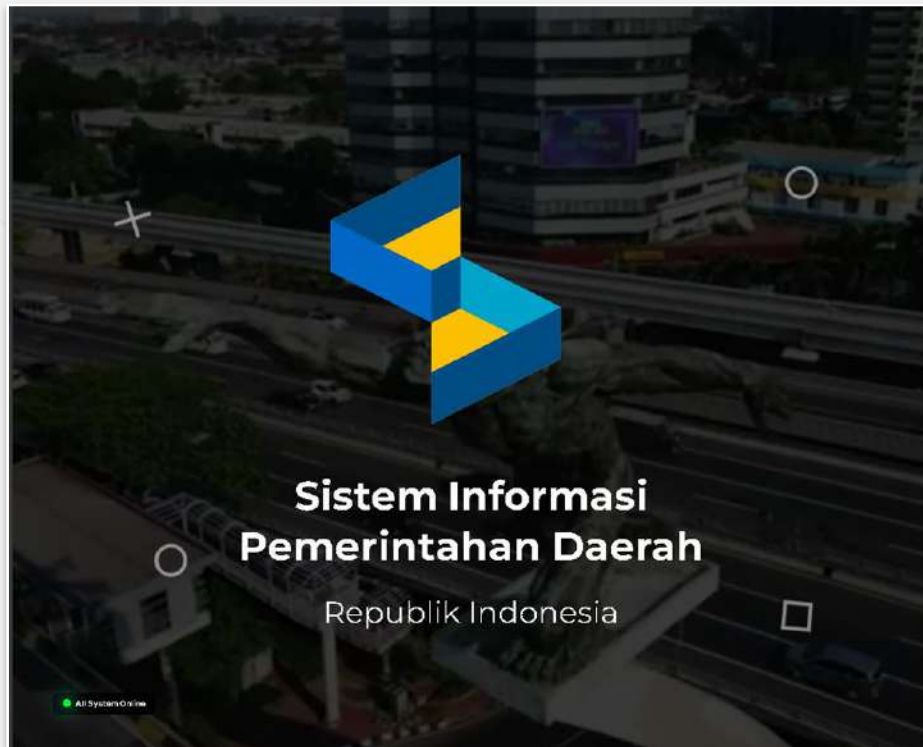 Sistem Informasi
Pemerintahan Daerah
Republik Indonesia
All System Online